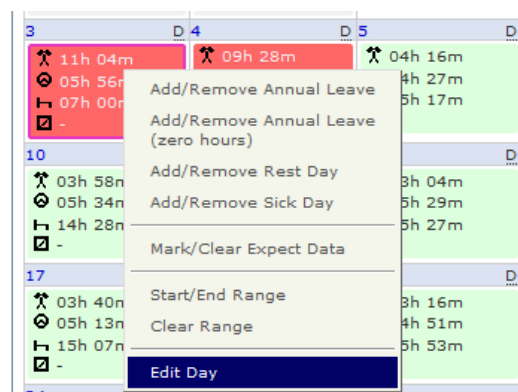 3 D 4 D 5 D
11h 04m 09h 28m 04h 16m
05h 56m 4h 27m
07h 00m 5h 17m
-
Add/Remove Annual Leave
Add/Remove Annual Leave
(zero hours)
Add/Remove Rest Day
Add/Remove Sick Day
Mark/Clear Expect Data
Start/End Range
Clear Range
Edit Day
10 D
03h 58m 3h 04m
05h 34m 5h 29m
14h 28m 5h 27m
-
17 D
03h 40m 3h 16m
05h 13m 4h 51m
15h 07m 5h 53m
-